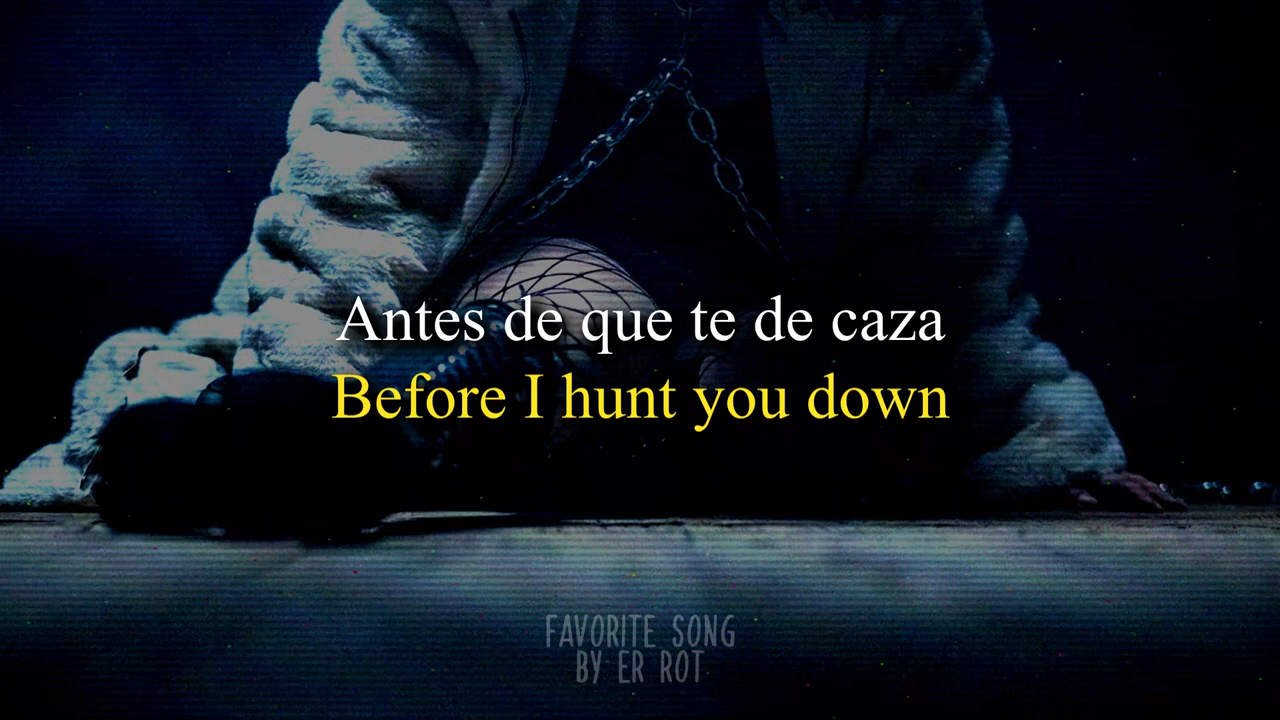 Antes de que te de caza
Before I hunt you down
FAVORITE SONG
BY ER ROT